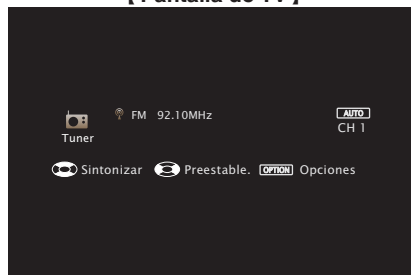 【 Pantalla de TV 】
FM 92.10MHz
AUTO
CH 1
Tuner
Sintonizar Preestable. OPTION Opciones